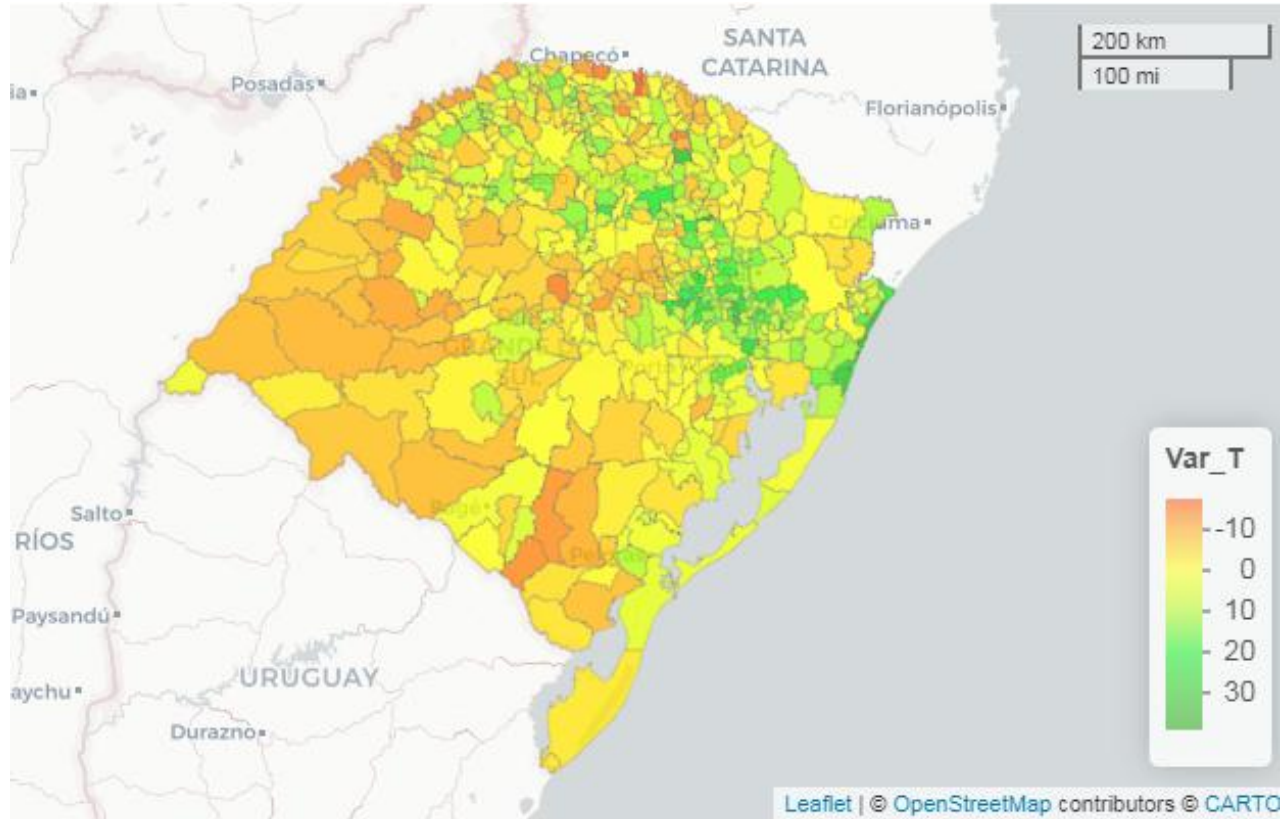 SANTA
CATARINA
200 km
100 mi
Chapecó
Posadas
Florianópolis
Bagé
Salto
RÍOS
Paysandú
URUGUAY
Durazno
Var_T
-10
0
10
20
30
Leaflet | © OpenStreetMap contributors © CARTO